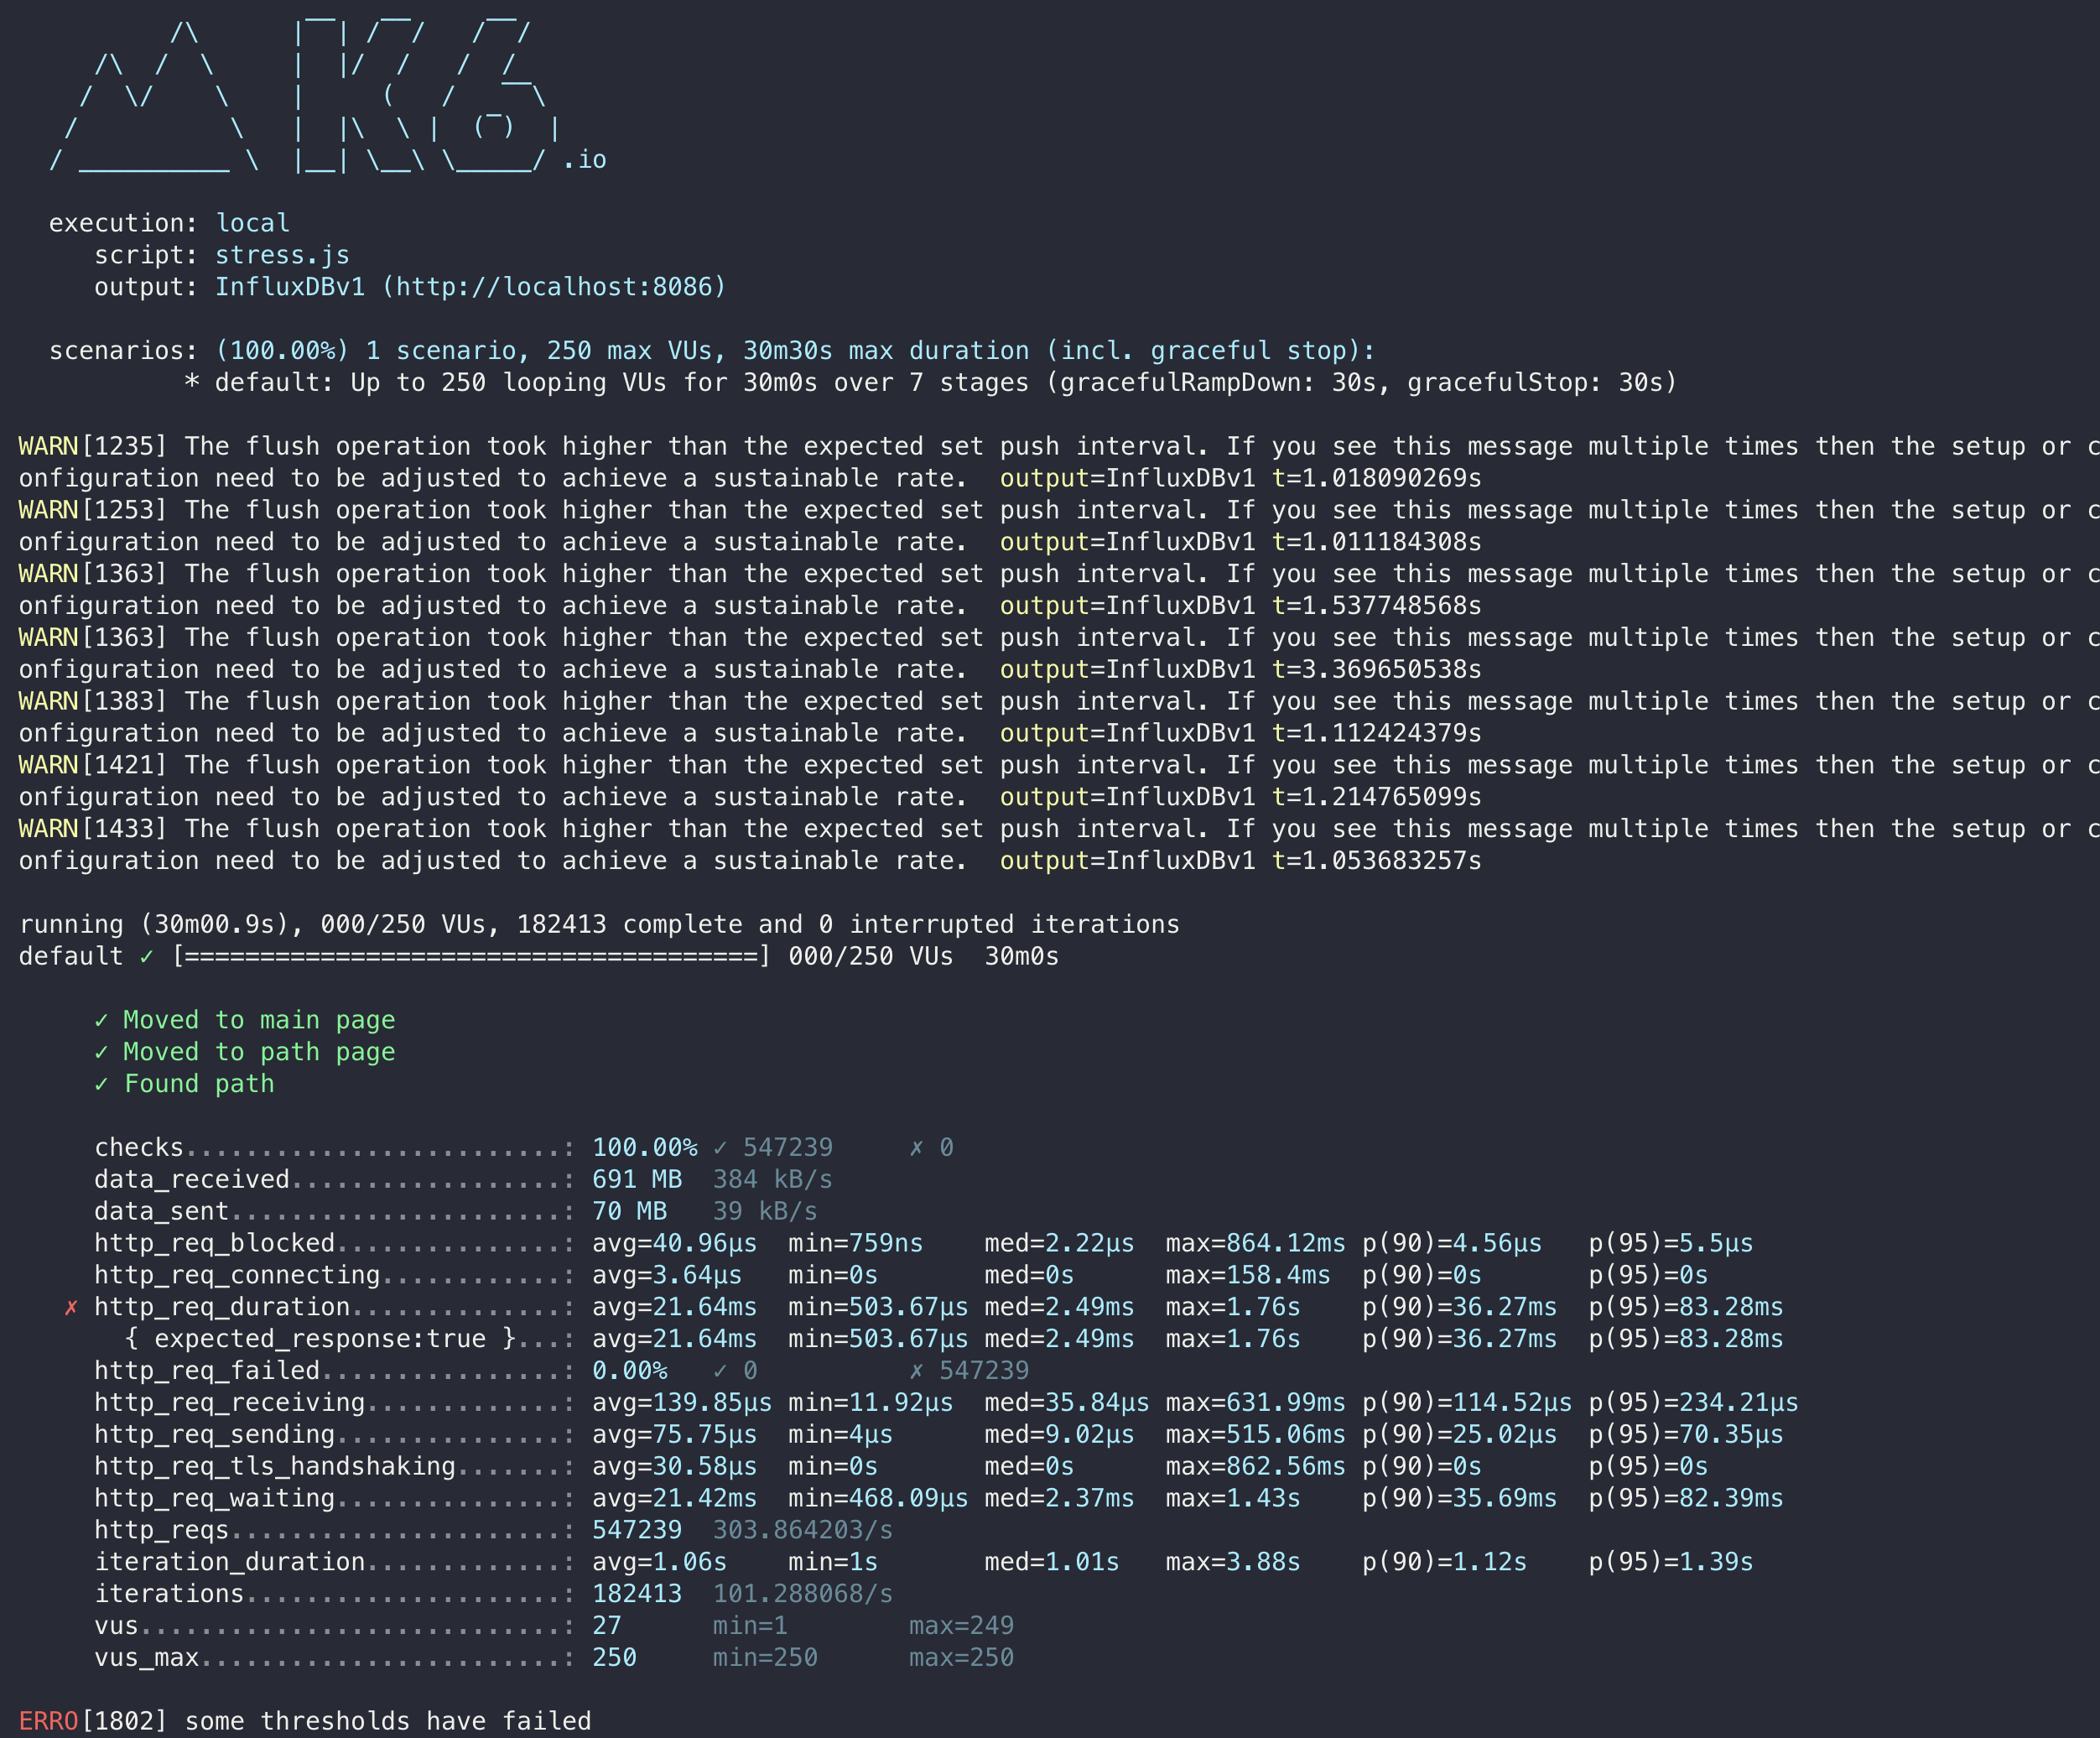 /\      |‾‾| /‾‾/   /‾‾/
     /\  /  \     |  |/  /   /  /
    /  \/    \    |     (   /   ‾‾\
   /          \   |  |\  \ |  (‾)  |
  / __________ \  |__| \__\ \_____/ .io

  execution: local
     script: stress.js
     output: InfluxDBv1 (http://localhost:8086)

  scenarios: (100.00%) 1 scenario, 250 max VUs, 30m30s max duration (incl. graceful stop):
           * default: Up to 250 looping VUs for 30m0s over 7 stages (gracefulRampDown: 30s, gracefulStop: 30s)

WARN[1235] The flush operation took higher than the expected set push interval. If you see this message multiple times then the setup or c
onfiguration need to be adjusted to achieve a sustainable rate.  output=InfluxDBv1 t=1.018090269s
WARN[1253] The flush operation took higher than the expected set push interval. If you see this message multiple times then the setup or c
onfiguration need to be adjusted to achieve a sustainable rate.  output=InfluxDBv1 t=1.011184308s
WARN[1363] The flush operation took higher than the expected set push interval. If you see this message multiple times then the setup or c
onfiguration need to be adjusted to achieve a sustainable rate.  output=InfluxDBv1 t=1.537748568s
WARN[1363] The flush operation took higher than the expected set push interval. If you see this message multiple times then the setup or c
onfiguration need to be adjusted to achieve a sustainable rate.  output=InfluxDBv1 t=3.369650538s
WARN[1383] The flush operation took higher than the expected set push interval. If you see this message multiple times then the setup or c
onfiguration need to be adjusted to achieve a sustainable rate.  output=InfluxDBv1 t=1.112424379s
WARN[1421] The flush operation took higher than the expected set push interval. If you see this message multiple times then the setup or c
onfiguration need to be adjusted to achieve a sustainable rate.  output=InfluxDBv1 t=1.214765099s
WARN[1433] The flush operation took higher than the expected set push interval. If you see this message multiple times then the setup or c
onfiguration need to be adjusted to achieve a sustainable rate.  output=InfluxDBv1 t=1.053683257s

running (30m00.9s), 000/250 VUs, 182413 complete and 0 interrupted iterations
default ✓ [======================================] 000/250 VUs  30m0s

     ✓ Moved to main page
     ✓ Moved to path page
     ✓ Found path

     checks.........................: 100.00% ✓ 547239     ✗ 0
     data_received..................: 691 MB  384 kB/s
     data_sent......................: 70 MB   39 kB/s
     http_req_blocked...............: avg=40.96µs  min=759ns    med=2.22µs  max=864.12ms p(90)=4.56µs   p(95)=5.5µs
     http_req_connecting............: avg=3.64µs   min=0s       med=0s      max=158.4ms  p(90)=0s       p(95)=0s
   ✗ http_req_duration..............: avg=21.64ms  min=503.67µs med=2.49ms  max=1.76s    p(90)=36.27ms  p(95)=83.28ms
       { expected_response:true }...: avg=21.64ms  min=503.67µs med=2.49ms  max=1.76s    p(90)=36.27ms  p(95)=83.28ms
     http_req_failed................: 0.00%   ✓ 0          ✗ 547239
     http_req_receiving.............: avg=139.85µs min=11.92µs  med=35.84µs max=631.99ms p(90)=114.52µs p(95)=234.21µs
     http_req_sending...............: avg=75.75µs  min=4µs      med=9.02µs  max=515.06ms p(90)=25.02µs  p(95)=70.35µs
     http_req_tls_handshaking.......: avg=30.58µs  min=0s       med=0s      max=862.56ms p(90)=0s       p(95)=0s
     http_req_waiting...............: avg=21.42ms  min=468.09µs med=2.37ms  max=1.43s    p(90)=35.69ms  p(95)=82.39ms
     http_reqs......................: 547239  303.864203/s
     iteration_duration.............: avg=1.06s    min=1s       med=1.01s   max=3.88s    p(90)=1.12s    p(95)=1.39s
     iterations.....................: 182413  101.288068/s
     vus............................: 27      min=1        max=249
     vus_max........................: 250     min=250      max=250

ERRO[1802] some thresholds have failed